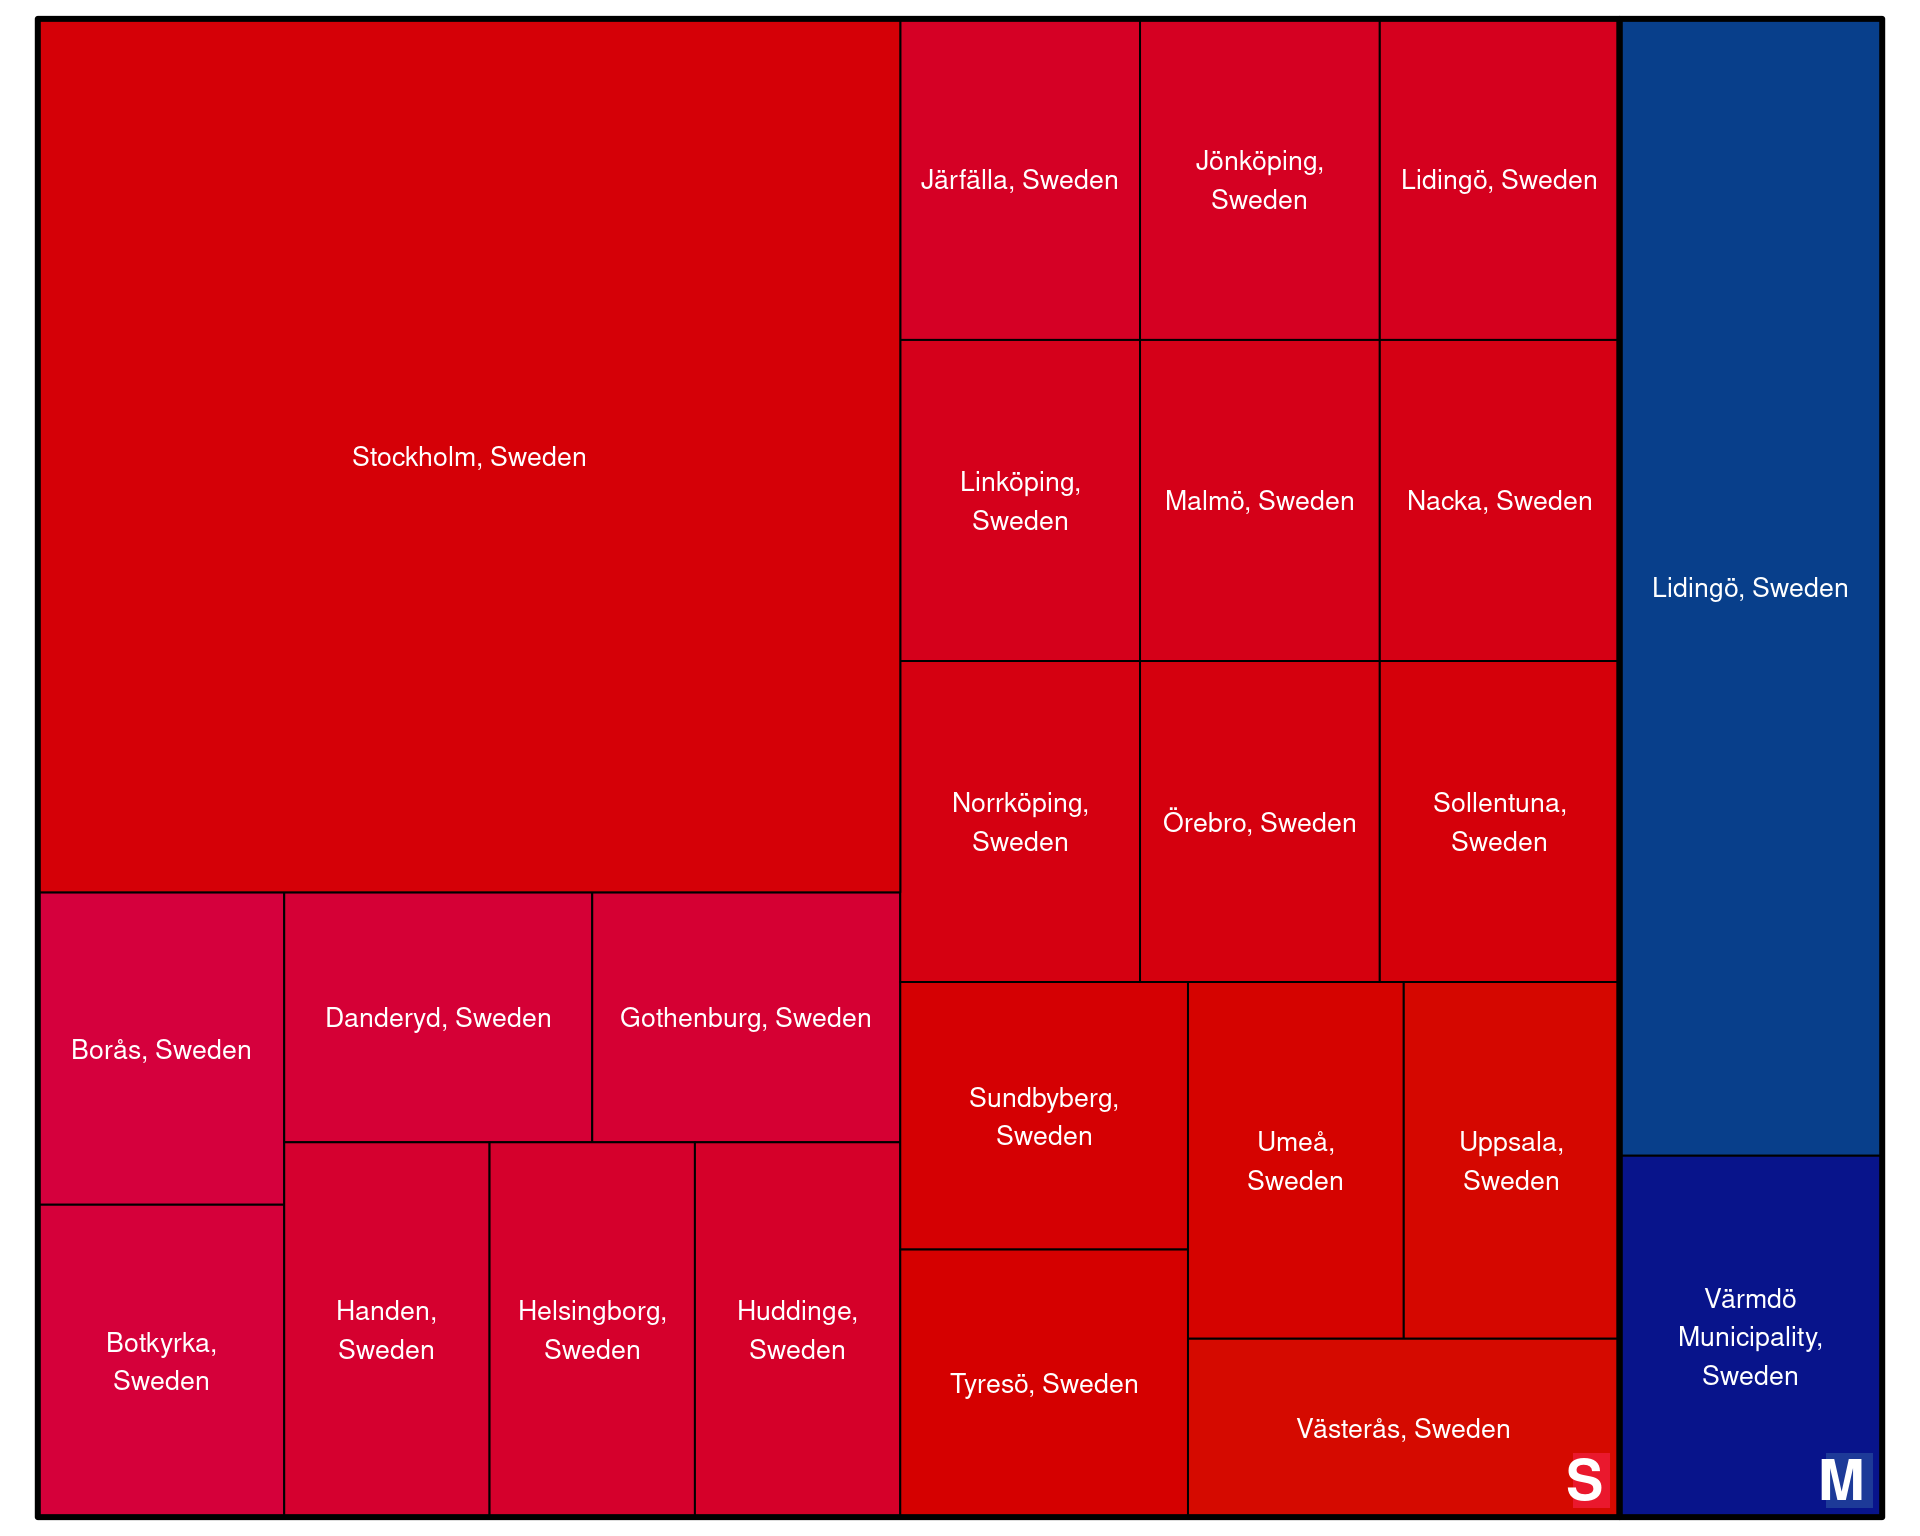 Stockholm, Sweden
Järfälla, Sweden
Jönköping,
Sweden
Lidingö, Sweden
Linköping,
Sweden
Malmö, Sweden
Nacka, Sweden
Norrköping,
Sweden
Örebro, Sweden
Sollentuna,
Sweden
Borås, Sweden
Danderyd, Sweden
Gothenburg, Sweden
Botkyrka,
Sweden
Handen,
Sweden
Helsingborg,
Sweden
Huddinge,
Sweden
Sundbyberg,
Sweden
Umeå,
Sweden
Uppsala,
Sweden
Tyresö, Sweden
Västerås, Sweden
S
Lidingö, Sweden
Värmdö
Municipality,
Sweden
M